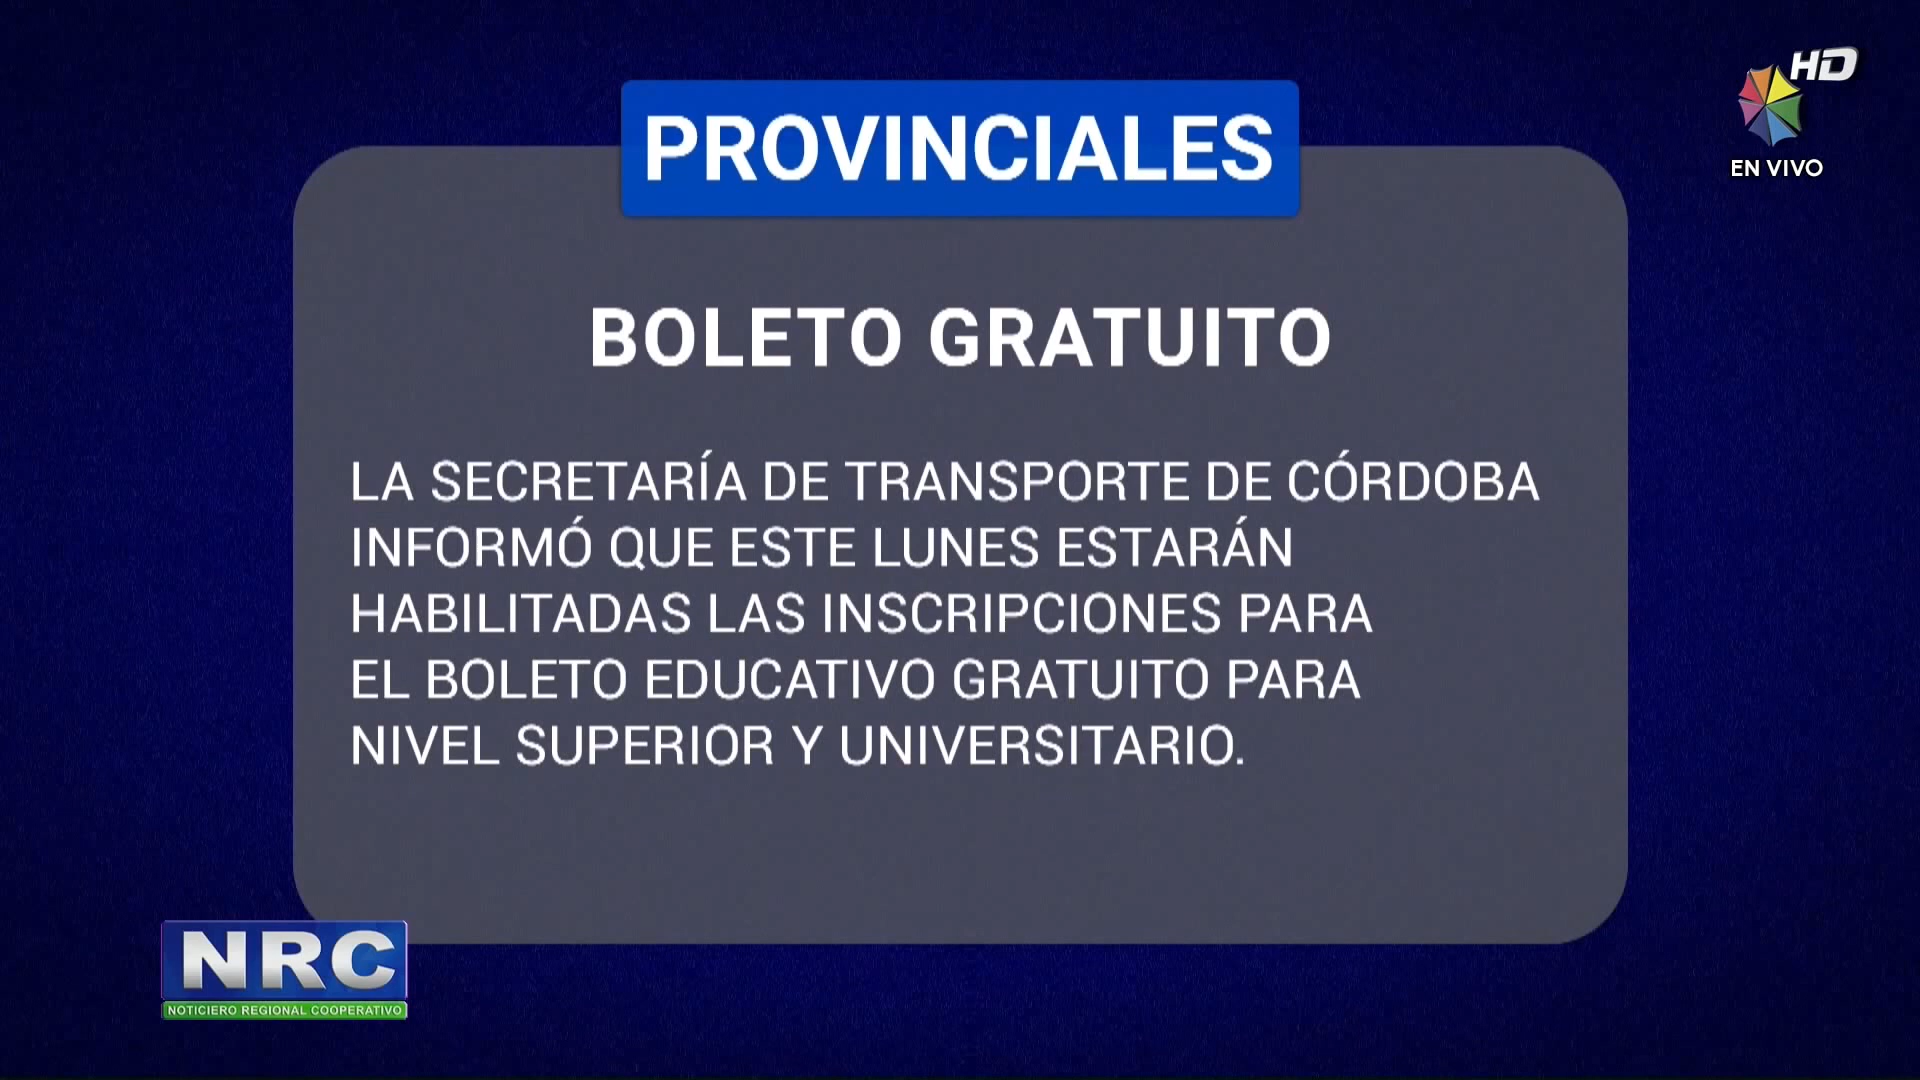 HD
EN VIVO
PROVINCIALES
BOLETO GRATUITO
LA SECRETARÍA DE TRANSPORTE DE CÓRDOBA
INFORMÓ QUE ESTE LUNES ESTARÁN
HABILITADAS LAS INSCRIPCIONES PARA
EL BOLETO EDUCATIVO GRATUITO PARA
NIVEL SUPERIOR Y UNIVERSITARIO.
NRC
NOTICIERO REGIONAL COOPERATIVO